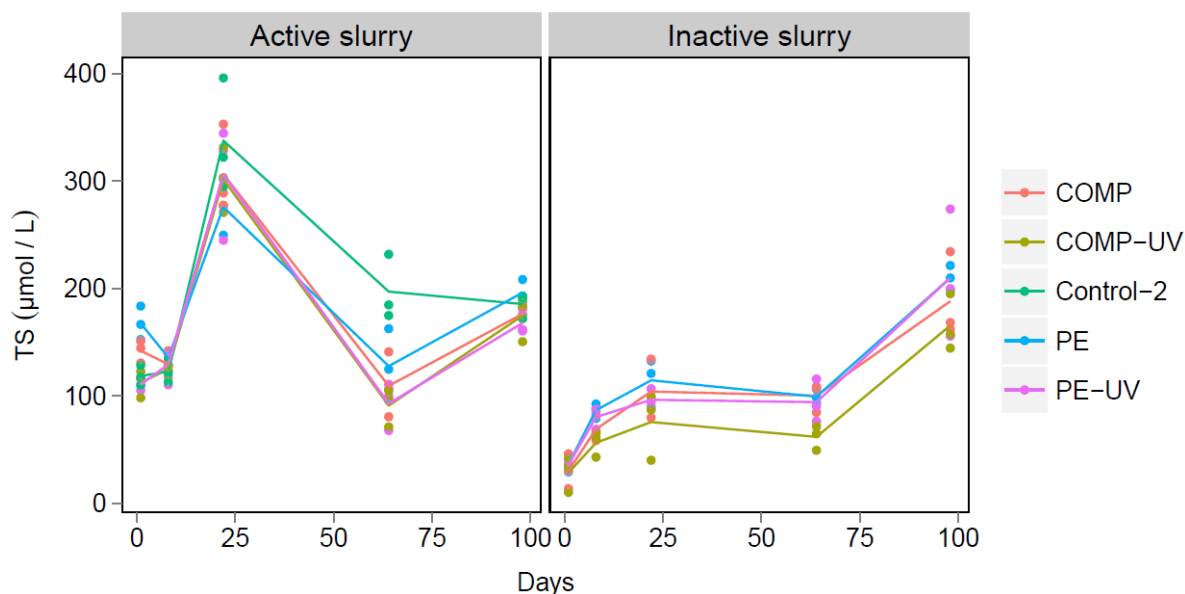 Active slurry
Inactive slurry
400
300
200
100
0
TS (μmol / L)
0 25 50 75 100
0 25 50 75 100
Days
COMP
COMP−UV
Control−2
PE
PE−UV